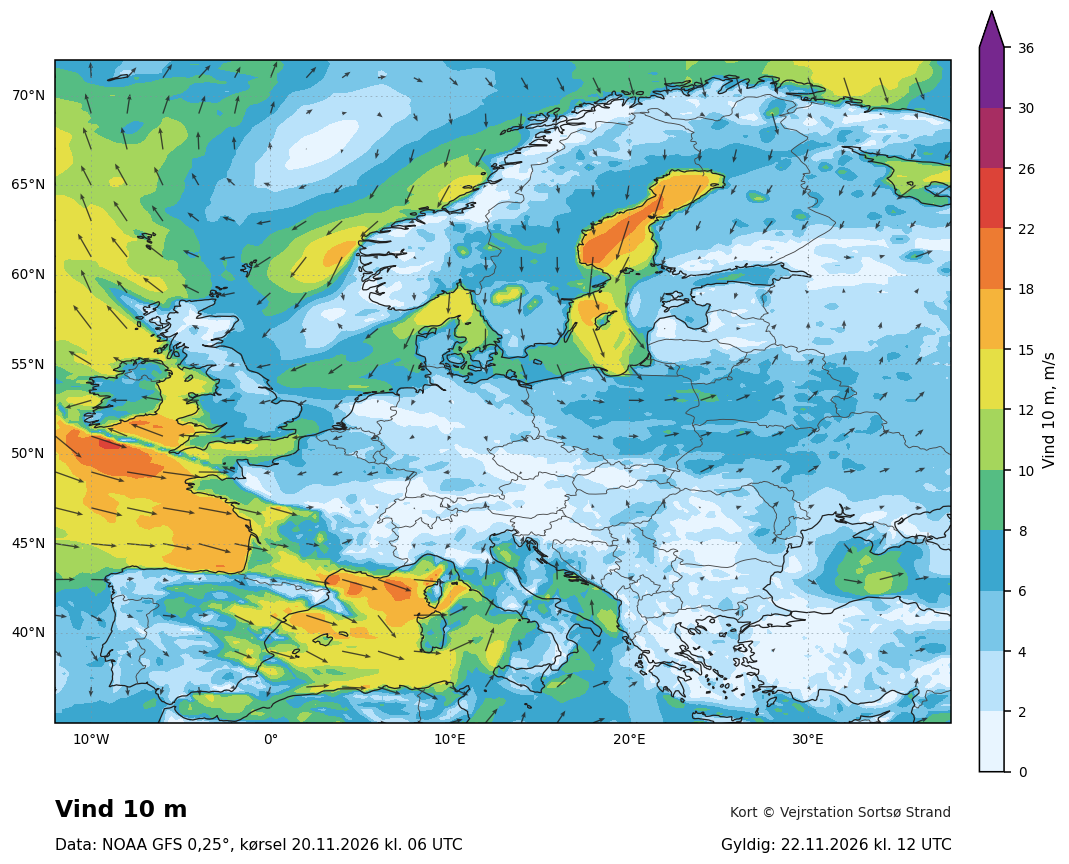 36
30
26
22
18
15
12
10
8
6
4
2
0
Vind 10 m, m/s
70°N
65°N
60°N
55°N
50°N
45°N
40°N
10°W
0°
10°E
20°E
30°E
Vind 10 m
Kort © Vejrstation Sortsø Strand
Data: NOAA GFS 0,25°, kørsel 20.11.2026 kl. 06 UTC
Gyldig: 22.11.2026 kl. 12 UTC